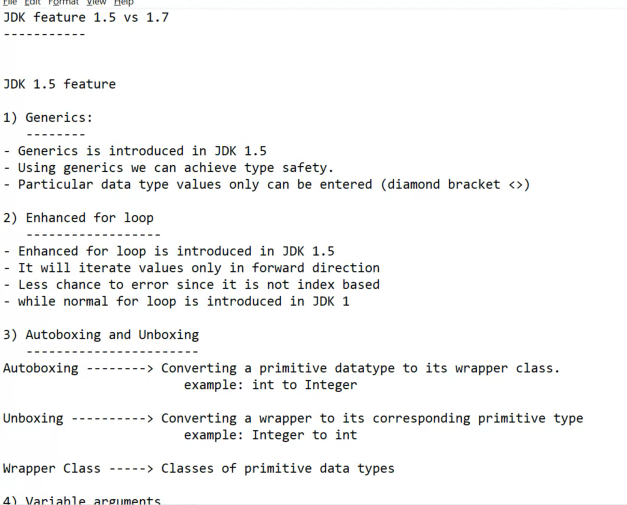 File Edit Format View Help
JDK feature 1.5 vs 1.7
-----------
JDK 1.5 feature
1) Generics:
--------
- Generics is introduced in JDK 1.5
- Using generics we can achieve type safety.
- Particular data type values only can be entered (diamond bracket <>)
2) Enhanced for loop
------------------
- Enhanced for loop is introduced in JDK 1.5
- It will iterate values only in forward direction
- Less chance to error since it is not index based
- while normal for loop is introduced in JDK 1
3) Autoboxing and Unboxing
-----------------------
Autoboxing --------> Converting a primitive datatype to its wrapper class.
example: int to Integer
Unboxing ----------> Converting a wrapper to its corresponding primitive type
example: Integer to int
Wrapper Class -----> Classes of primitive data types
4) Variable arguments